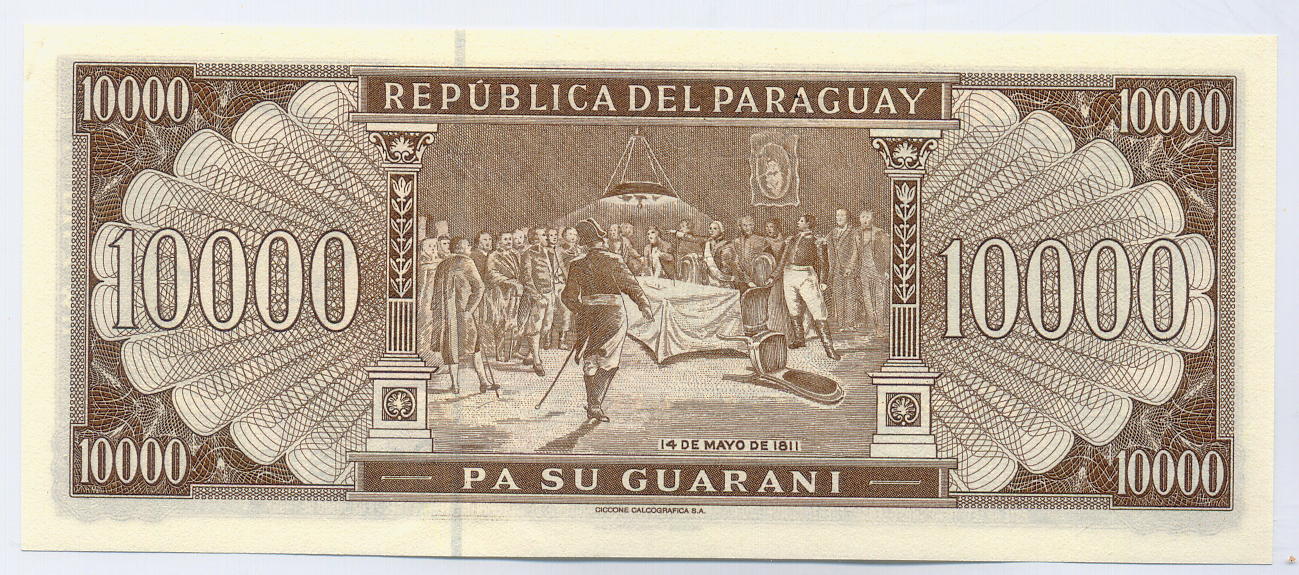 10000
REPÚBLICA DEL PARAGUAY
10000
10000
10000
14 DE MAYO DE 1811
10000
PA SU GUARANI
10000
CICCONE CALCOGRAFICA S.A.